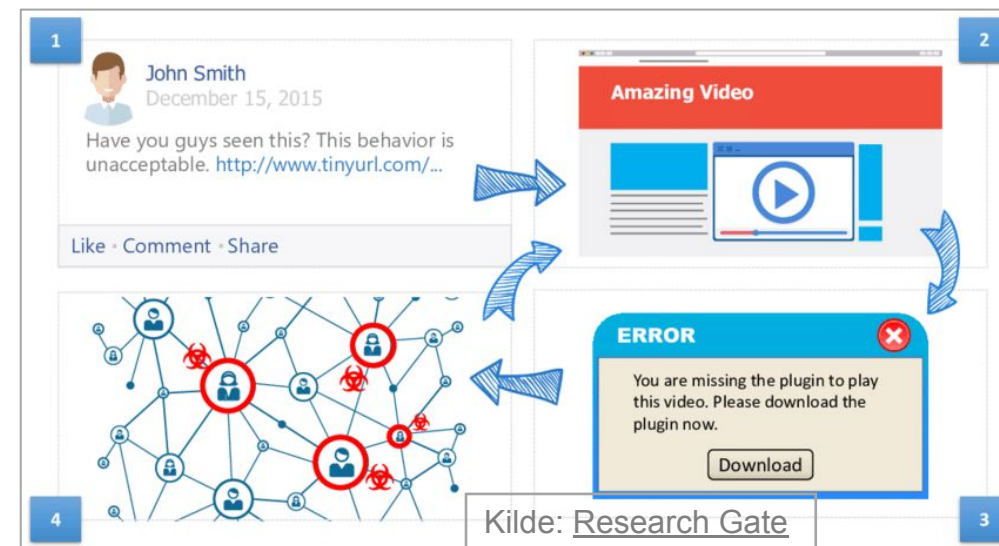 1
John Smith
December 15, 2015
Have you guys seen this? This behavior is
unacceptable. http://www.tinyurl.com/...
Like · Comment · Share
2
Amazing Video
ERROR
You are missing the plugin to play
this video. Please download the
plugin now.
Download
3
4
Kilde: Research Gate